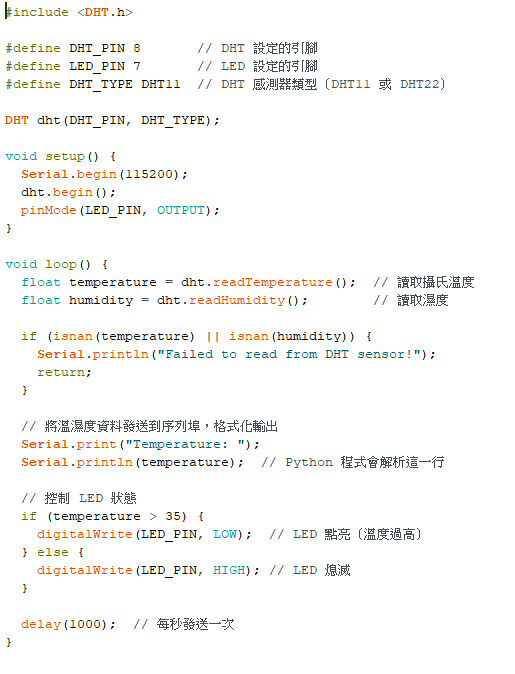 #include <DHT.h>
#define DHT_PIN 8       // DHT 設定的引腳
#define LED_PIN 7       // LED 設定的引腳
#define DHT_TYPE DHT11  // DHT 感測器類型（DHT11 或 DHT22）
DHT dht(DHT_PIN, DHT_TYPE);
void setup() {
  Serial.begin(115200);
  dht.begin();
  pinMode(LED_PIN, OUTPUT);
}
void loop() {
  float temperature = dht.readTemperature();  // 讀取攝氏溫度
  float humidity = dht.readHumidity();        // 讀取濕度
  if (isnan(temperature) || isnan(humidity)) {
    Serial.println("Failed to read from DHT sensor!");
    return;
  }
  // 將溫濕度資料發送到序列埠，格式化輸出
  Serial.print("Temperature: ");
  Serial.println(temperature);  // Python 程式會解析這一行
  // 控制 LED 狀態
  if (temperature > 35) {
    digitalWrite(LED_PIN, LOW);  // LED 點亮（溫度過高）
  } else {
    digitalWrite(LED_PIN, HIGH); // LED 熄滅
  }
  delay(1000);  // 每秒發送一次
}